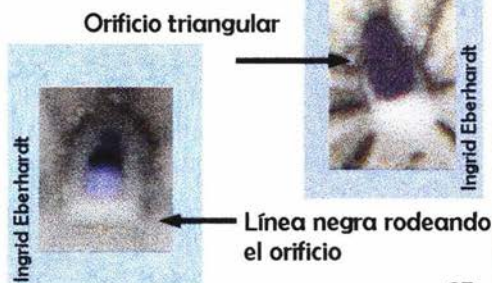 Orificio triangular
Ingrid Eberhardt
Ingrid Eberhardt
Línea negra rodeando
el orificio